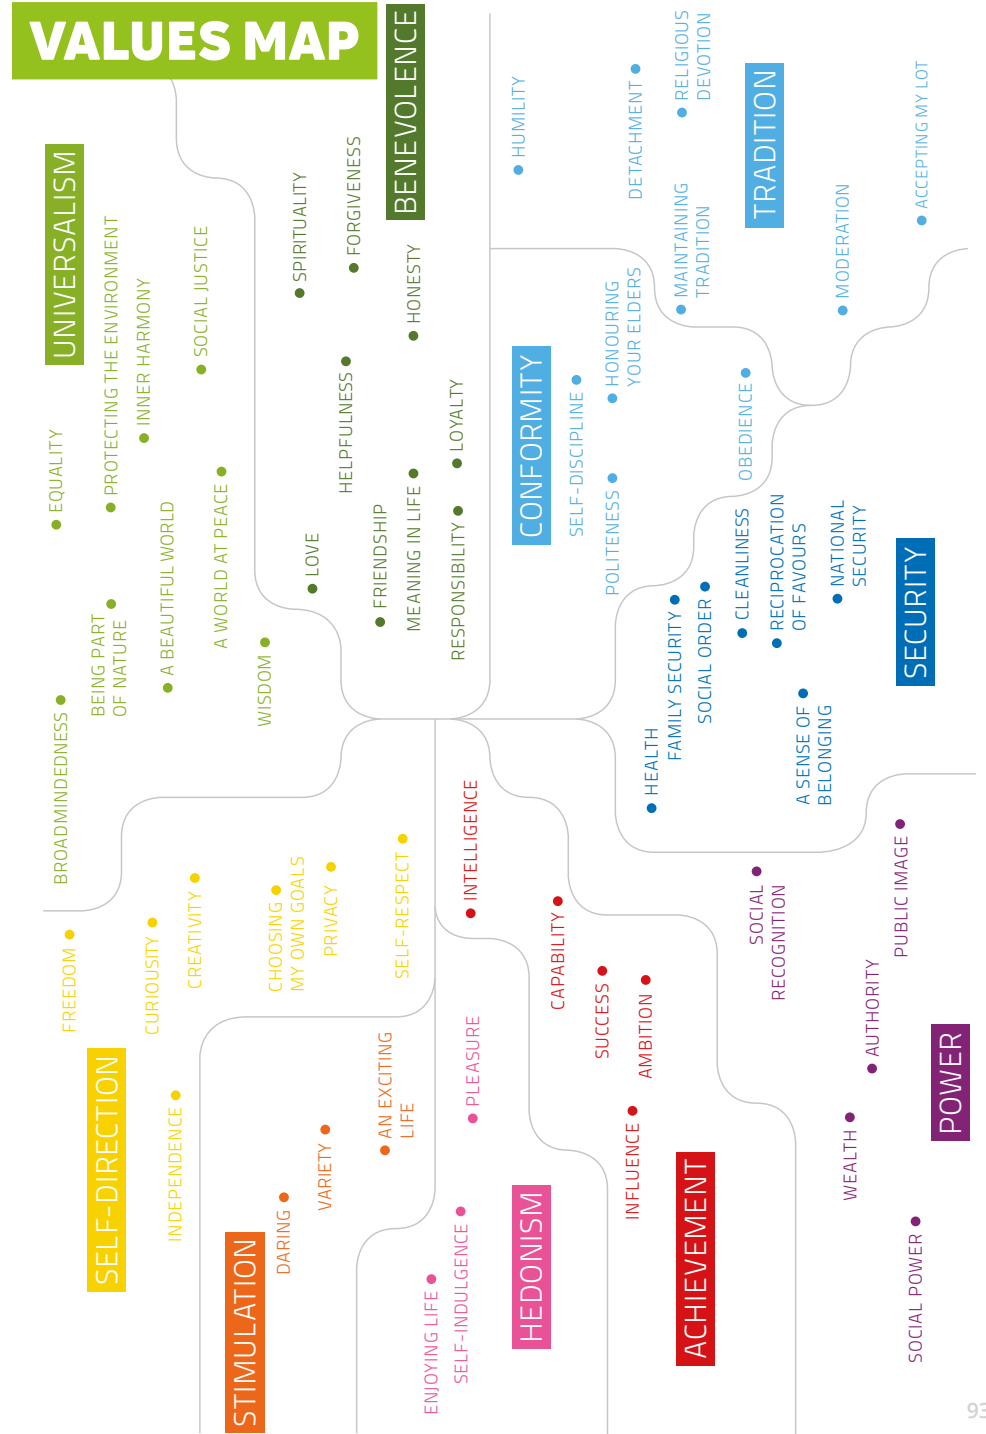 VALUES MAP
UNIVERSALISM
EQUALITY
PROTECTING THE ENVIRONMENT
INNER HARMONY
SOCIAL JUSTICE
BEING PART
OF NATURE
A BEAUTIFUL WORLD
A WORLD AT PEACE
WISDOM
BROADMINDEDNESS
BENEVOLENCE
SPIRITUALITY
FORGIVENESS
HONESTY
HELPFULNESS
LOYALTY
LOVE
FRIENDSHIP
MEANING IN LIFE
RESPONSIBILITY
TRADITION
HUMILITY
DETACHMENT
RELIGIOUS
DEVOTION
MAINTAINING
TRADITION
MODERATION
ACCEPTING MY LOT
CONFORMITY
SELF-DISCIPLINE
HONOURING
YOUR ELDERS
POLITENESS
OBEDIENCE
SECURITY
CLEANLINESS
RECIPROCATION
OF FAVOURS
NATIONAL
SECURITY
HEALTH
FAMILY SECURITY
SOCIAL ORDER
A SENSE OF
BELONGING
SELF-DIRECTION
FREEDOM
CURIOUSITY
CREATIVITY
CHOOSING
MY OWN GOALS
PRIVACY
SELF-RESPECT
INDEPENDENCE
STIMULATION
DARING
VARIETY
AN EXCITING
LIFE
HEDONISM
PLEASURE
ENJOYING LIFE
SELF-INDULGENCE
ACHIEVEMENT
INTELLIGENCE
CAPABILITY
SUCCESS
AMBITION
INFLUENCE
POWER
SOCIAL
RECOGNITION
PUBLIC IMAGE
AUTHORITY
WEALTH
SOCIAL POWER
93